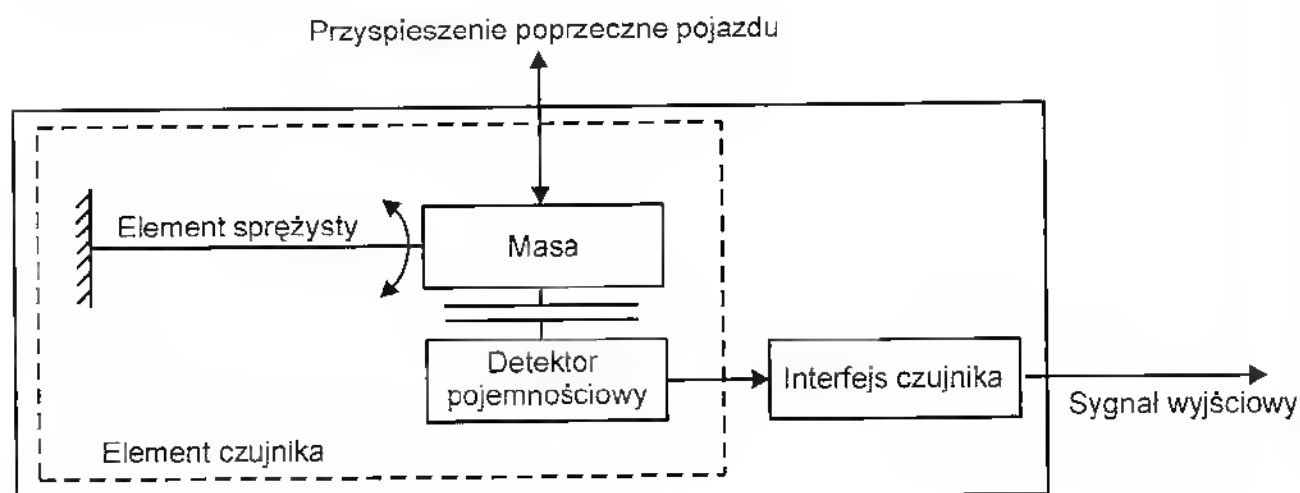 Przyspieszenie poprzeczne pojazdu
Element sprężysty
Masa
Detektor
pojemnościowy
Interfejs czujnika
Sygnał wyjściowy
Element czujnika